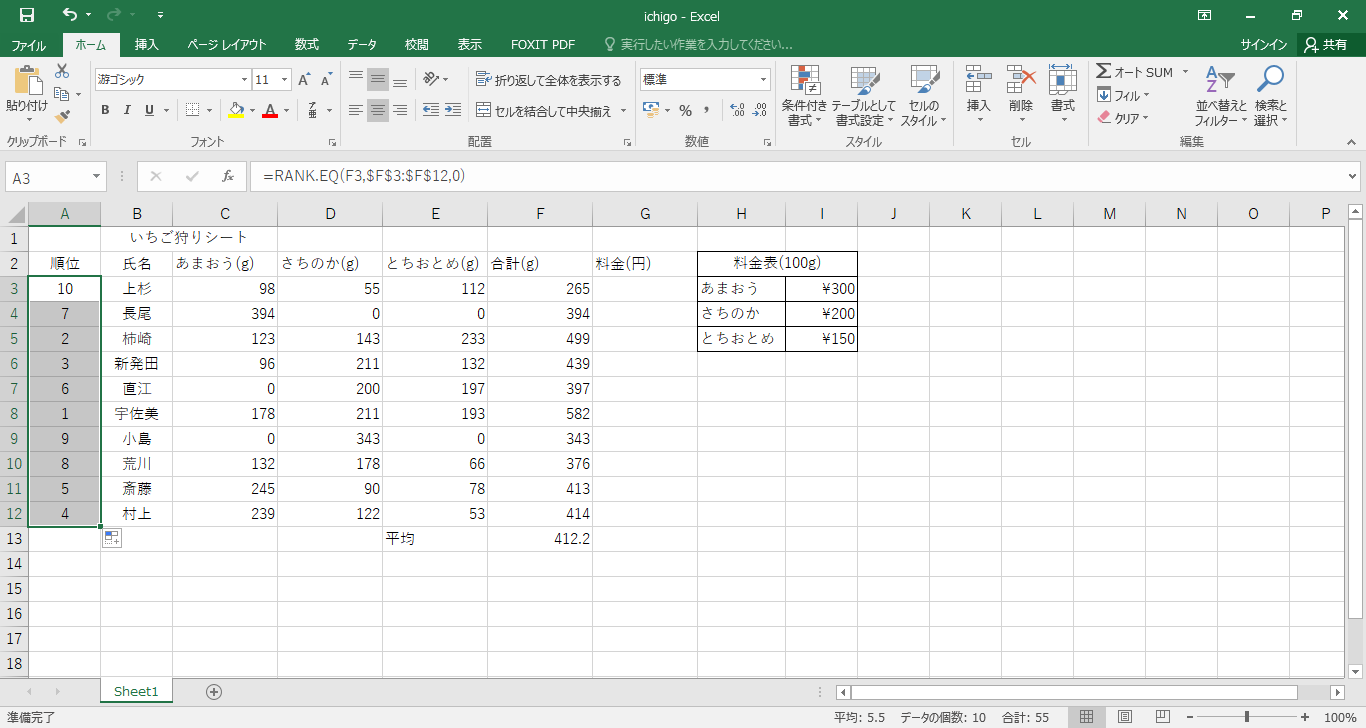 ichigo - Excel
ファイル ホーム 挿入 ページ レイアウト 数式 データ 校閲 表示 FOXIT PDF 実行したい作業を入力してください... サインイン 共有
游ゴシック 11 折り返して全体を表示する 標準 オート SUM
B I U 亜 セルを結合して中央揃え % , フィル
貼り付け 条件付き書式 テーブルとして書式設定 セルのスタイル 挿入 削除 書式 クリア 並べ替えとフィルター 検索と選択
クリップボード フォント 配置 数値 スタイル セル 編集
A3 fx =RANK.EQ(F3,$F$3:$F$12,0)
A B C D E F G H I J K L M N O P
1 いちご狩りシート
2 順位 氏名 あまおう(g) さちのか(g) とちおとめ(g) 合計(g) 料金(円) 料金表(100g)
3 10 上杉 98 55 112 265 あまおう ¥300
4 7 長尾 394 0 0 394 さちのか ¥200
5 2 柿崎 123 143 233 499 とちおとめ ¥150
6 3 新発田 96 211 132 439
7 6 直江 0 200 197 397
8 1 宇佐美 178 211 193 582
9 9 小島 0 343 0 343
10 8 荒川 132 178 66 376
11 5 斎藤 245 90 78 413
12 4 村上 239 122 53 414
13 平均 412.2
14
15
16
17
18
Sheet1
準備完了 平均: 5.5 データの個数: 10 合計: 55 100%